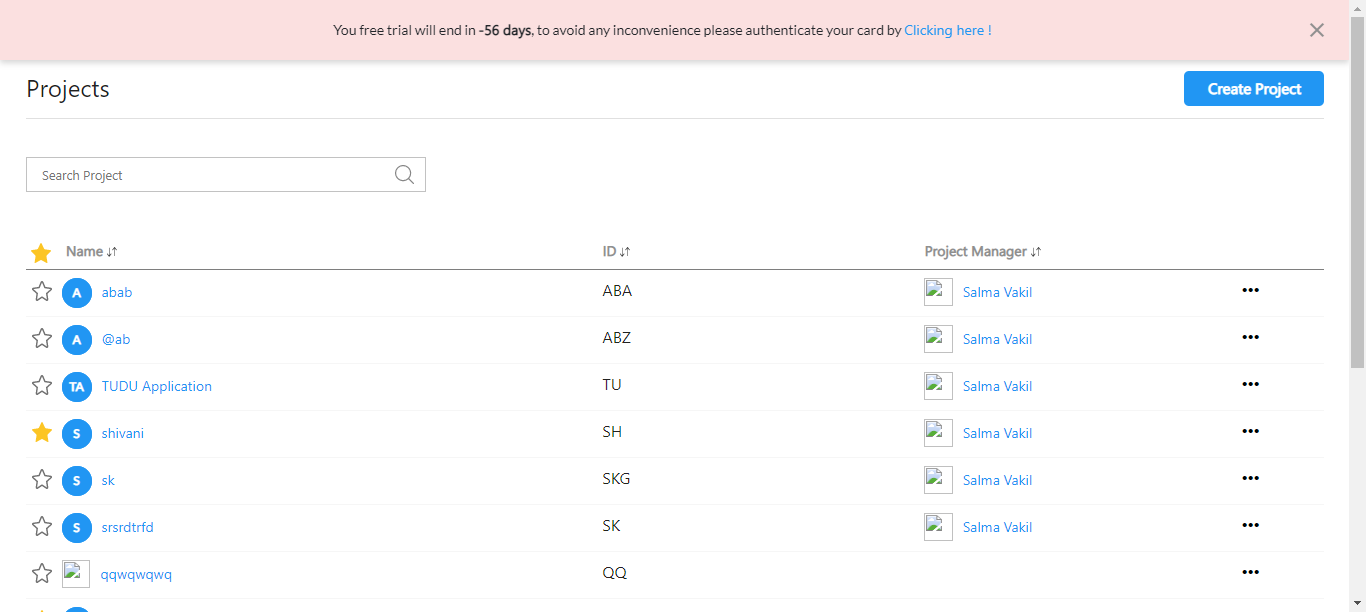 You free trial will end in -56 days, to avoid any inconvenience please authenticate your card by Clicking here !
Projects
Create Project
Search Project
Name ID Project Manager
A abab ABA Salma Vakil
A @ab ABZ Salma Vakil
TA TUDU Application TU Salma Vakil
S shivani SH Salma Vakil
S sk SKG Salma Vakil
S srsrdtrfd SK Salma Vakil
qqwqwqwq QQ